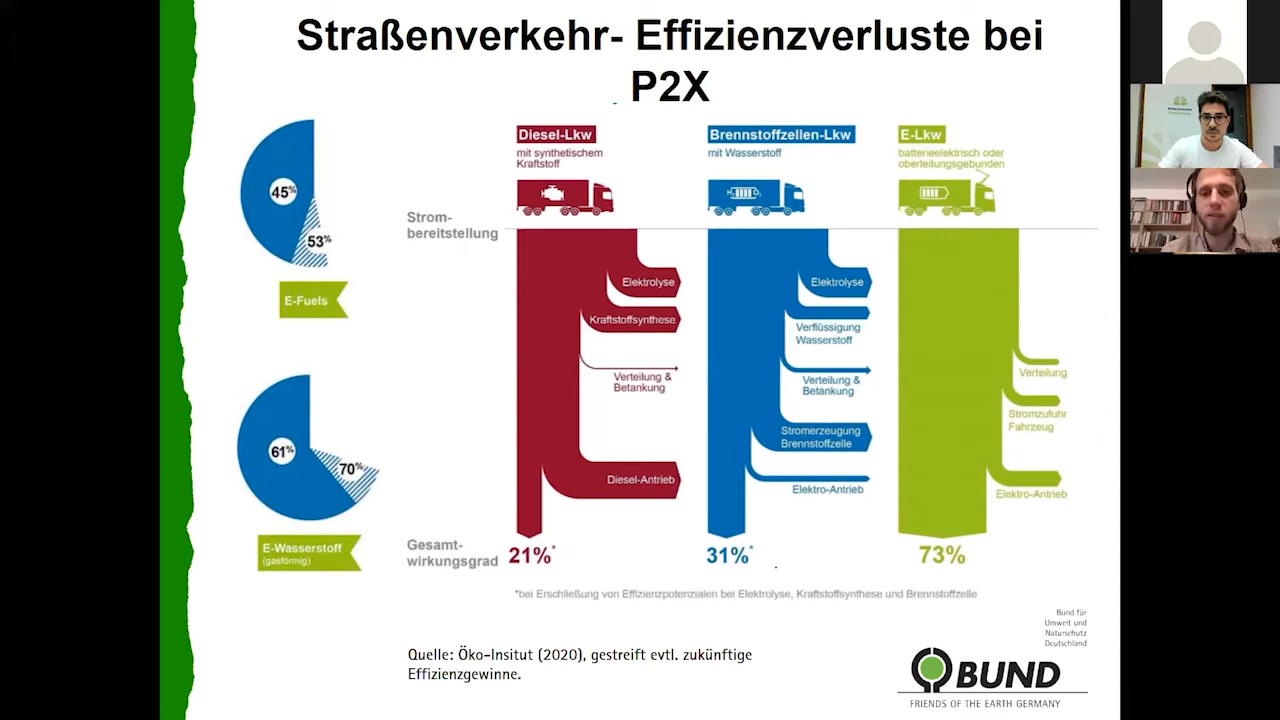 Straßenverkehr- Effizienzverluste bei
P2X
45%
53%
E-Fuels
61%
70%
E-Wasserstoff
(gasförmig)
Strom-
bereitstellung
Gesamt-
wirkungsgrad
Diesel-Lkw
mit synthetischem
Kraftstoff
Elektrolyse
Kraftstoffsynthese
Verteilung &
Betankung
Diesel-Antrieb
21%*
Brennstoffzellen-Lkw
mit Wasserstoff
H₂
O₂
Elektrolyse
Verflüssigung
Wasserstoff
Verteilung &
Betankung
Stromerzeugung
Brennstoffzelle
Elektro-Antrieb
31%*
E-Lkw
batterieelektrisch oder
oberleitungsgebunden
Verteilung
Stromzufuhr
Fahrzeug
Elektro-Antrieb
73%
*bei Erschließung von Effizienzpotenzialen bei Elektrolyse, Kraftstoffsynthese und Brennstoffzelle
Quelle: Öko-Insitut (2020), gestreift evtl. zukünftige
Effizienzgewinne.
Bund für
Umwelt und
Naturschutz
Deutschland
BUND
FRIENDS OF THE EARTH GERMANY